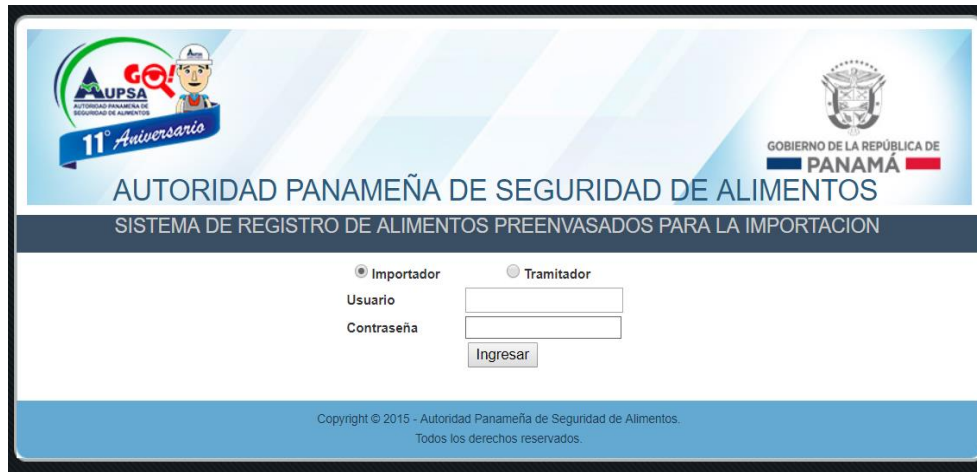 GO!
AUPSA
AUTORIDAD PANAMEÑA DE
SEGURIDAD DE ALIMENTOS
11° Aniversario
GOBIERNO DE LA REPÚBLICA DE
PANAMÁ
AUTORIDAD PANAMEÑA DE SEGURIDAD DE ALIMENTOS
SISTEMA DE REGISTRO DE ALIMENTOS PREENVASADOS PARA LA IMPORTACION
Importador Tramitador
Usuario
Contraseña
Ingresar
Copyright © 2015 - Autoridad Panameña de Seguridad de Alimentos.
Todos los derechos reservados.